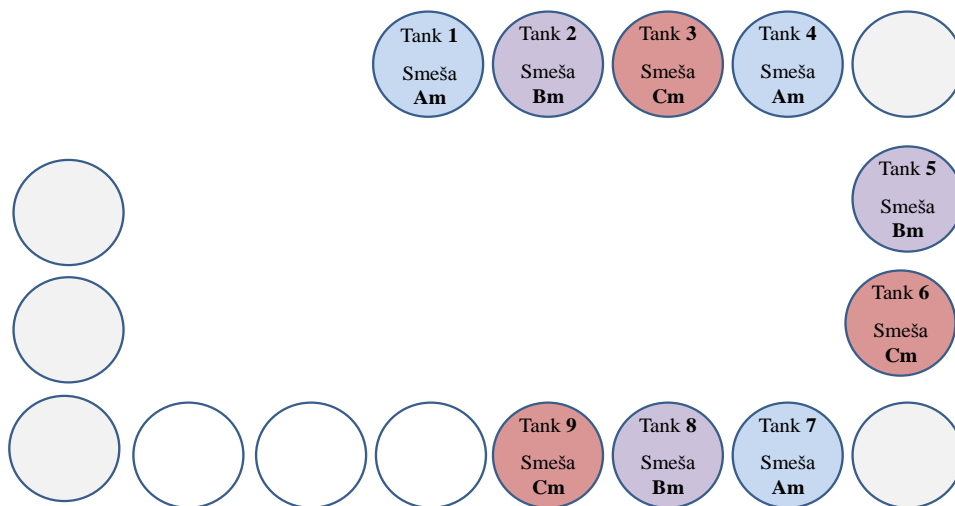 Tank 1
Smeša
Am
Tank 2
Smeša
Bm
Tank 3
Smeša
Cm
Tank 4
Smeša
Am
Tank 5
Smeša
Bm
Tank 6
Smeša
Cm
Tank 9
Smeša
Cm
Tank 8
Smeša
Bm
Tank 7
Smeša
Am